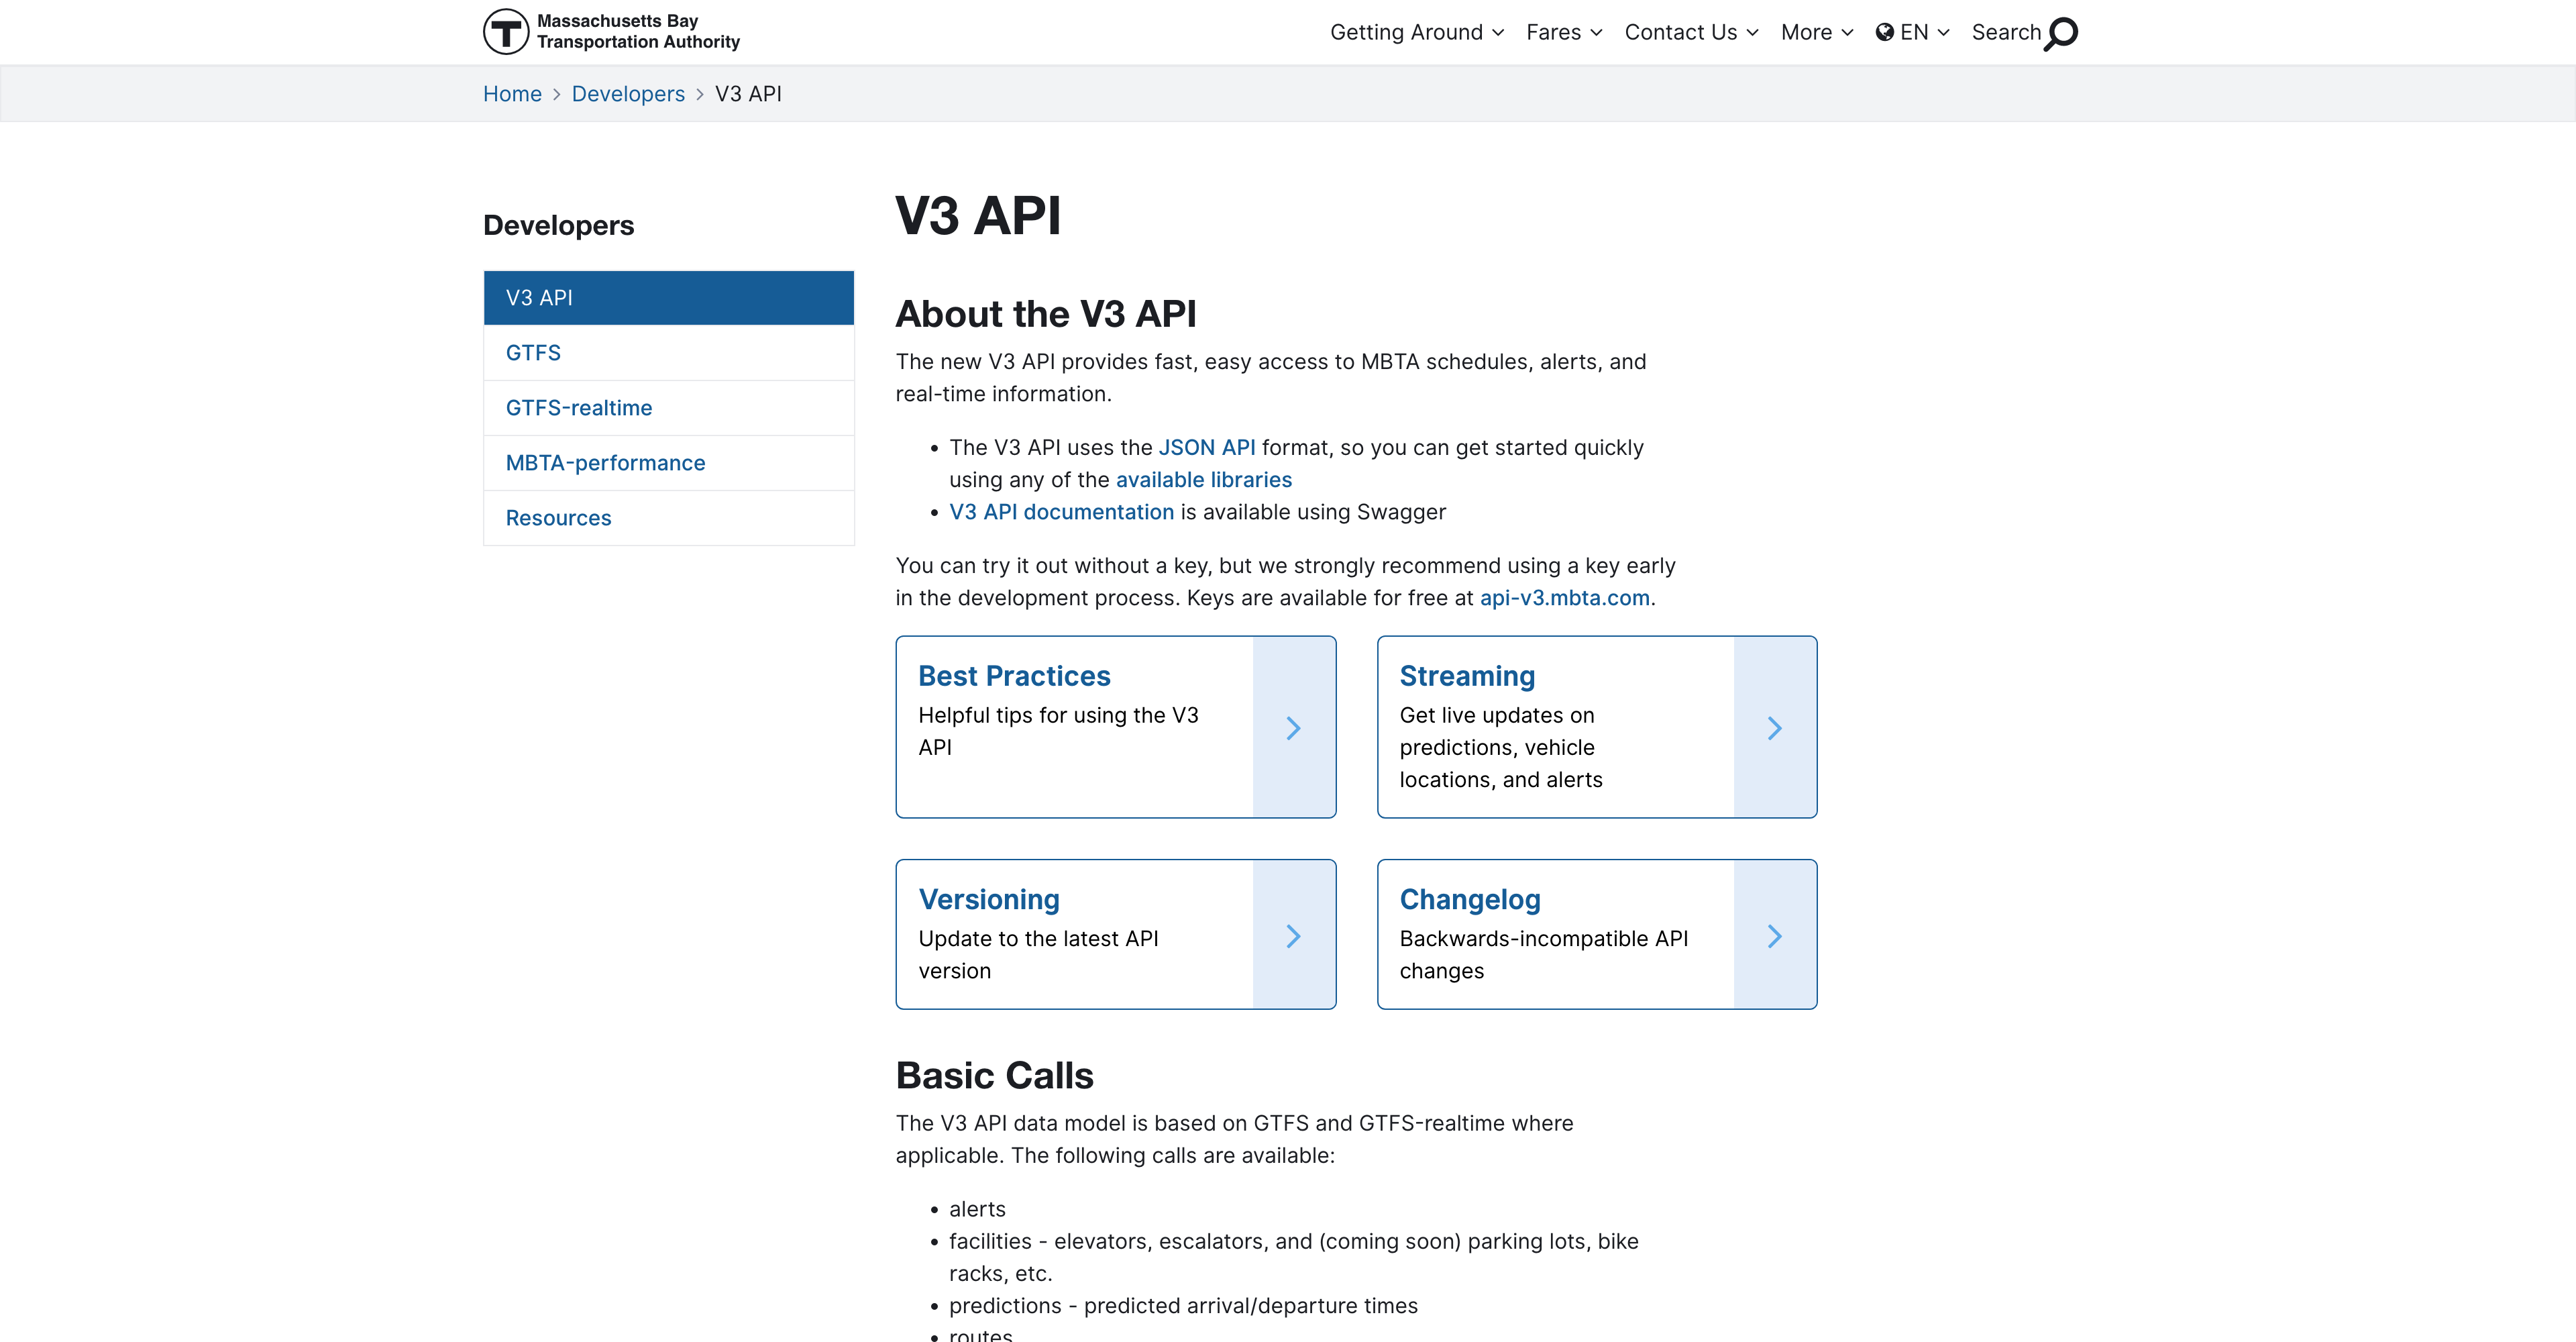 Massachusetts Bay
Transportation Authority
Getting Around
Fares
Contact Us
More
EN
Search
Home > Developers > V3 API
Developers
V3 API
GTFS
GTFS-realtime
MBTA-performance
Resources
V3 API
About the V3 API
The new V3 API provides fast, easy access to MBTA schedules, alerts, and
real-time information.
• The V3 API uses the JSON API format, so you can get started quickly
using any of the available libraries
• V3 API documentation is available using Swagger
You can try it out without a key, but we strongly recommend using a key early
in the development process. Keys are available for free at api-v3.mbta.com.
Best Practices
Helpful tips for using the V3
API
Streaming
Get live updates on
predictions, vehicle
locations, and alerts
Versioning
Update to the latest API
version
Changelog
Backwards-incompatible API
changes
Basic Calls
The V3 API data model is based on GTFS and GTFS-realtime where
applicable. The following calls are available:
• alerts
• facilities - elevators, escalators, and (coming soon) parking lots, bike
racks, etc.
• predictions - predicted arrival/departure times
• routes